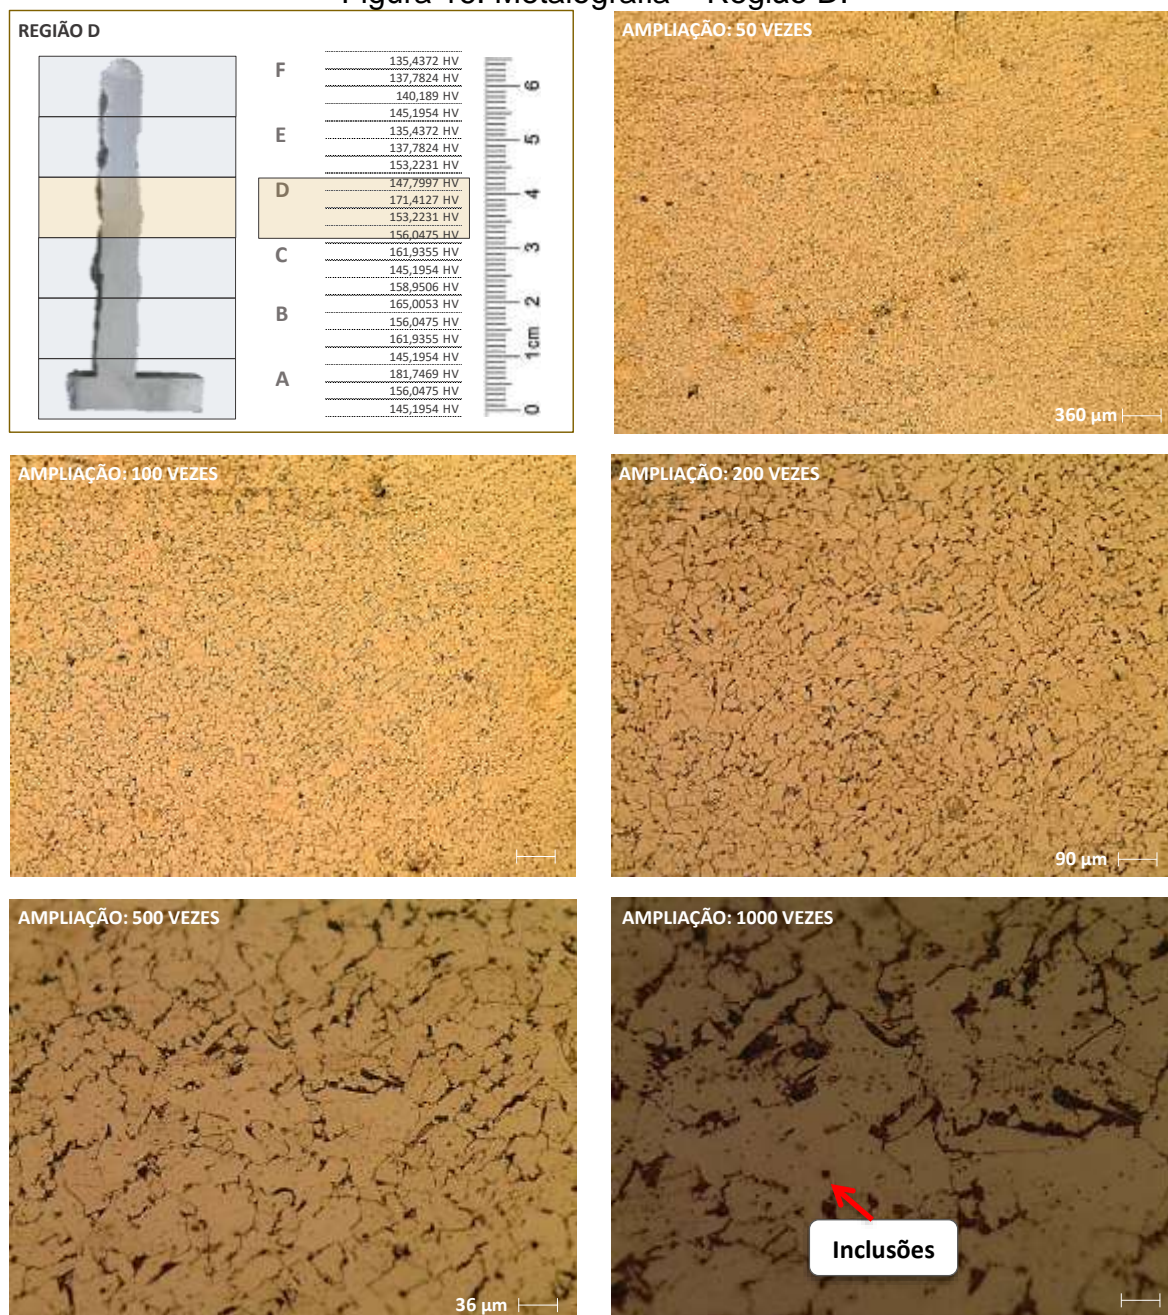 REGIÃO D
F
E
D
C
B
A
135,4372 HV
137,7824 HV
140,189 HV
145,1954 HV
135,4372 HV
137,7824 HV
153,2231 HV
147,7997 HV
171,4127 HV
153,2231 HV
156,0475 HV
161,9355 HV
145,1954 HV
158,9506 HV
165,0053 HV
156,0475 HV
161,9355 HV
145,1954 HV
181,7469 HV
156,0475 HV
145,1954 HV
6
5
4
3
2
1cm
0
AMPLIAÇÃO: 50 VEZES
360 µm
AMPLIAÇÃO: 100 VEZES
AMPLIAÇÃO: 200 VEZES
90 µm
AMPLIAÇÃO: 500 VEZES
36 µm
AMPLIAÇÃO: 1000 VEZES
Inclusões